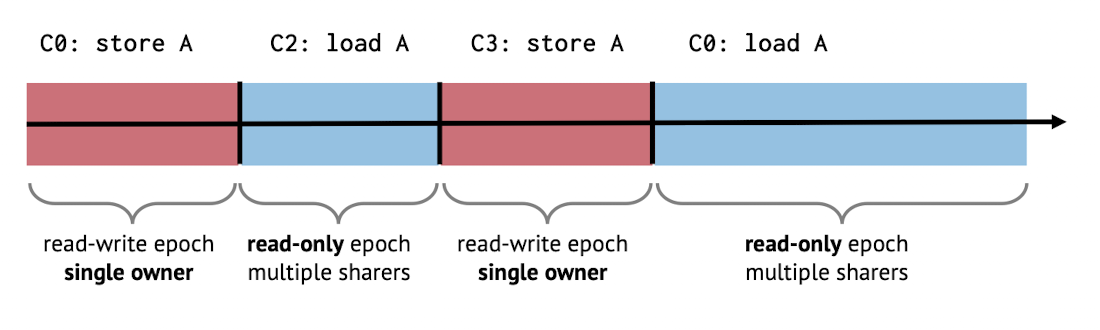 C0: store A
C2: load A
C3: store A
C0: load A
read-write epoch
single owner
read-only epoch
multiple sharers
read-write epoch
single owner
read-only epoch
multiple sharers